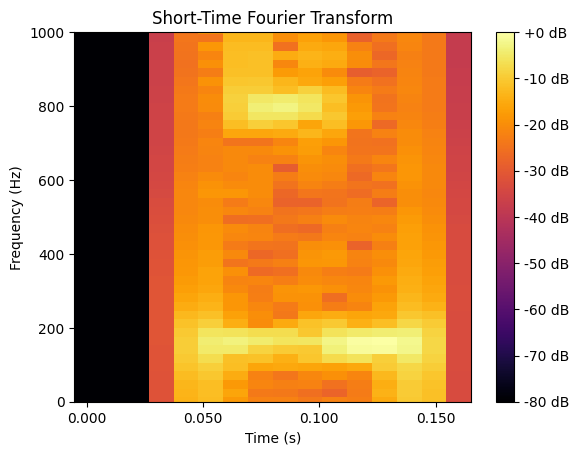 Short-Time Fourier Transform
1000
800
600
400
200
0
Frequency (Hz)
0.000
0.050
0.100
0.150
Time (s)
+0 dB
-10 dB
-20 dB
-30 dB
-40 dB
-50 dB
-60 dB
-70 dB
-80 dB